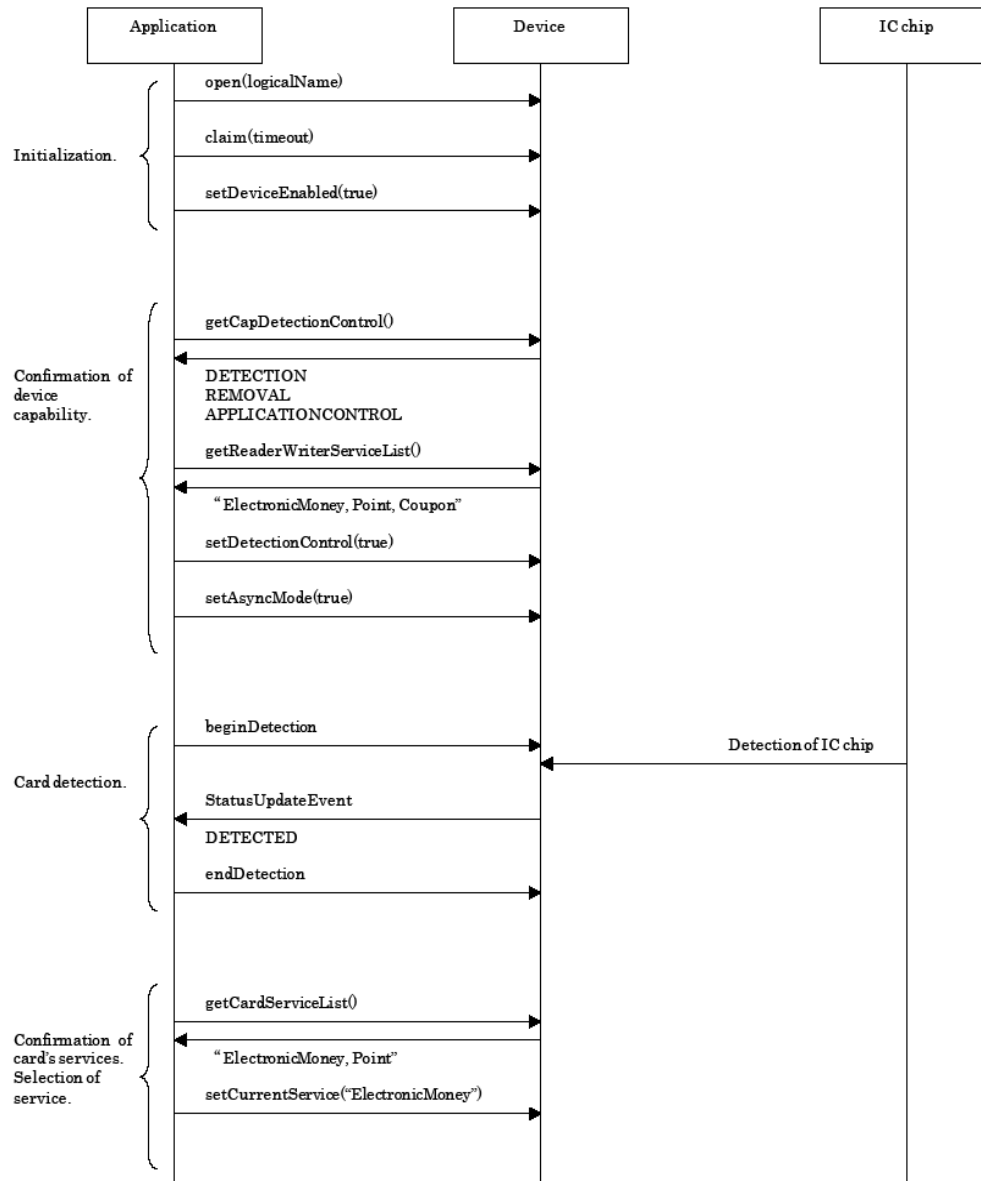 Application
Device
IC chip
open(logicalName)
claim(timeout)
Initialization.
setDeviceEnabled(true)
getCapDetectionControl()
Confirmation of
device
capability.
DETECTION
REMOVAL
APPLICATIONCONTROL
getReaderWriterServiceList()
“ElectronicMoney, Point, Coupon”
setDetectionControl(true)
setAsyncMode(true)
beginDetection
Detection of IC chip
Card detection.
StatusUpdateEvent
DETECTED
endDetection
getCardServiceList()
Confirmation of
card’s services.
Selection of
service.
“ElectronicMoney, Point”
setCurrentService(“ElectronicMoney”)